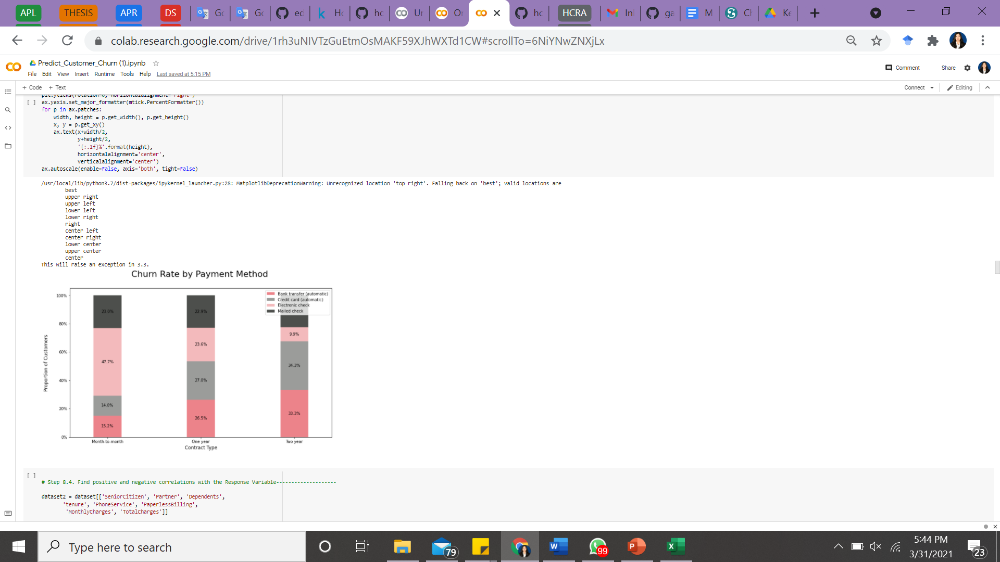 APL
THESIS
APR
DS
Go
Go
ed
Ho
hc
Un
Or
hc
HCRA
In
ga
M
Ch
Ke
colab.research.google.com/drive/1rh3uNIVTzGuEtmOsMAKF59XJhWXTd1CW#scrollTo=6NiYNwZNXjLx
Predict_Customer_Churn (1).ipynb
File Edit View Insert Runtime Tools Help Last saved at 5:15 PM
Comment Share
+ Code + Text
Connect Editing
plt.yticks(rotation=0, horizontalalignment='right')
[ ] ax.yaxis.set_major_formatter(mtick.PercentFormatter())
for p in ax.patches:
width, height = p.get_width(), p.get_height()
x, y = p.get_xy()
ax.text(x+width/2,
y+height/2,
'{:.1f}%'.format(height),
horizontalalignment='center',
verticalalignment='center')
ax.autoscale(enable=False, axis='both', tight=False)
/usr/local/lib/python3.7/dist-packages/ipykernel_launcher.py:28: MatplotlibDeprecationWarning: Unrecognized location 'top right'. Falling back on 'best'; valid locations are
best
upper right
upper left
lower left
lower right
right
center left
center right
lower center
upper center
center
This will raise an exception in 3.3.
Churn Rate by Payment Method
Bank transfer (automatic)
Credit card (automatic)
Electronic check
Mailed check
100%
80%
60%
40%
20%
0%
Proportion of Customers
23.0%
47.7%
14.0%
15.2%
22.9%
23.6%
27.0%
26.5%
9.9%
34.3%
33.3%
Month-to-month
One year
Two year
Contract Type
[ ]
# Step 8.4. Find positive and negative correlations with the Response Variable--------------------
dataset2 = dataset[['SeniorCitizen', 'Partner', 'Dependents',
'tenure', 'PhoneService', 'PaperlessBilling',
'MonthlyCharges', 'TotalCharges']]
Type here to search
79
99
5:44 PM
3/31/2021
23